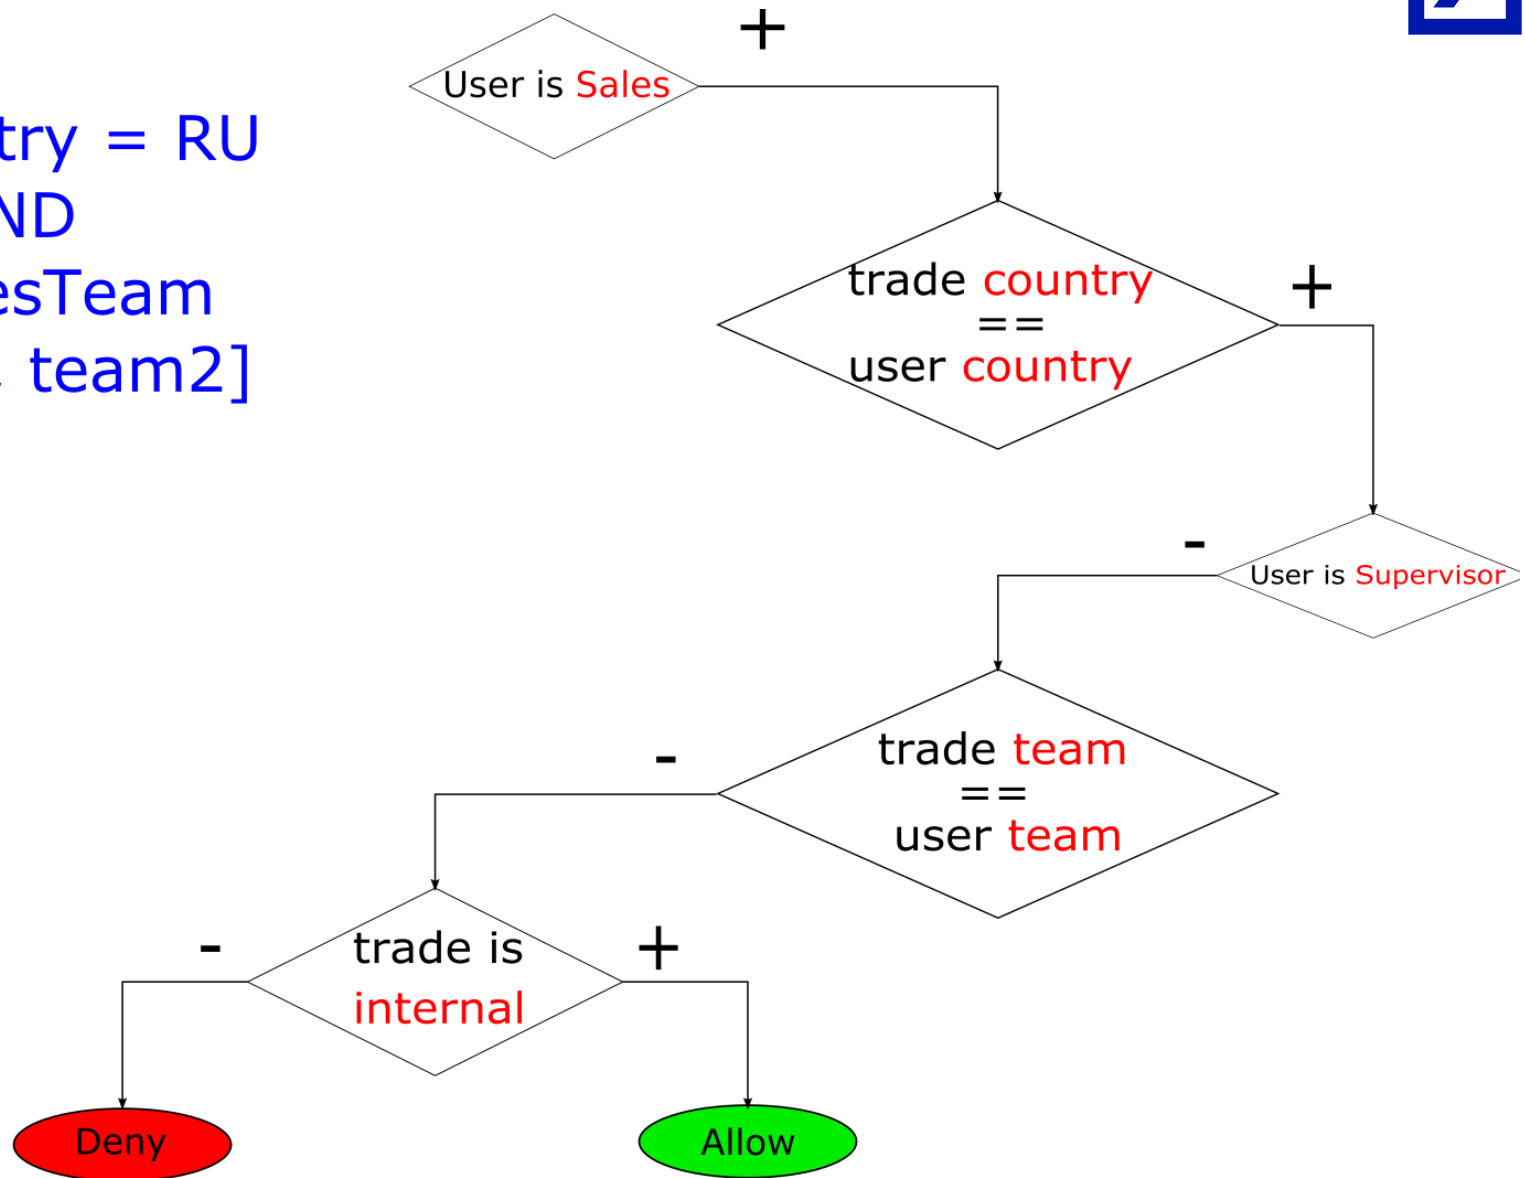 +
User is Sales
try = RU
ND
esTeam
, team2]
trade country
==
user country
+
-
User is Supervisor
trade team
==
user team
-
-
trade is
internal
+
Deny
Allow